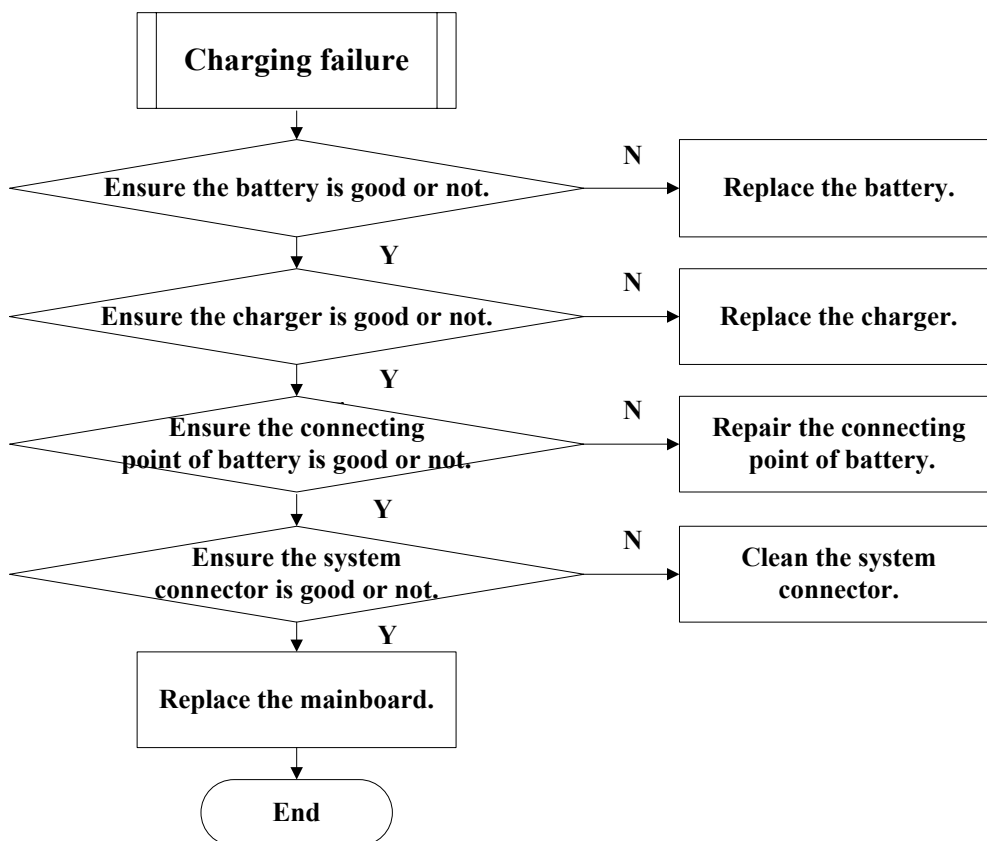 Charging failure
N
Ensure the battery is good or not.
Replace the battery.
Y
N
Ensure the charger is good or not.
Replace the charger.
Y
N
Ensure the connecting
point of battery is good or not.
Repair the connecting
point of battery.
Y
N
Ensure the system
connector is good or not.
Clean the system
connector.
Y
Replace the mainboard.
End